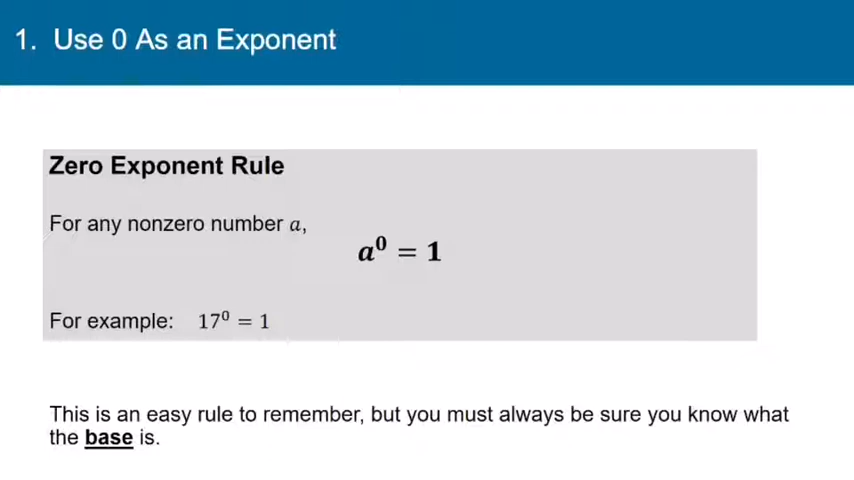 1. Use 0 As an Exponent
Zero Exponent Rule
For any nonzero number a,
a⁰ = 1
For example: 17⁰ = 1
This is an easy rule to remember, but you must always be sure you know what
the base is.